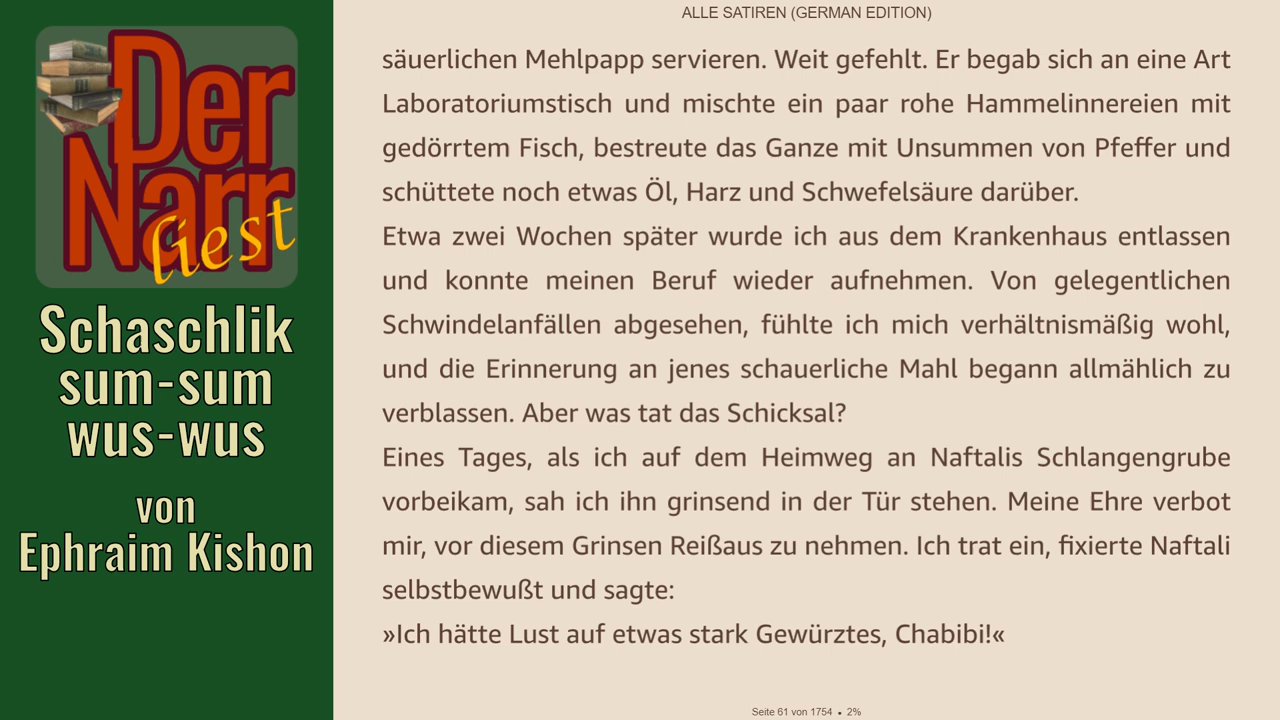 Der
Narr
liest
Schaschlik
sum-sum
wus-wus
von
Ephraim Kishon
ALLE SATIREN (GERMAN EDITION)
säuerlichen Mehlpapp servieren. Weit gefehlt. Er begab sich an eine Art
Laboratoriumstisch und mischte ein paar rohe Hammelinnereien mit
gedörrtem Fisch, bestreute das Ganze mit Unsummen von Pfeffer und
schüttete noch etwas Öl, Harz und Schwefelsäure darüber.
Etwa zwei Wochen später wurde ich aus dem Krankenhaus entlassen
und konnte meinen Beruf wieder aufnehmen. Von gelegentlichen
Schwindelanfällen abgesehen, fühlte ich mich verhältnismäßig wohl,
und die Erinnerung an jenes schauerliche Mahl begann allmählich zu
verblassen. Aber was tat das Schicksal?
Eines Tages, als ich auf dem Heimweg an Naftalis Schlangengrube
vorbeikam, sah ich ihn grinsend in der Tür stehen. Meine Ehre verbot
mir, vor diesem Grinsen Reißaus zu nehmen. Ich trat ein, fixierte Naftali
selbstbewußt und sagte:
»Ich hätte Lust auf etwas stark Gewürztes, Chabibi!«
Seite 61 von 1754 • 2%